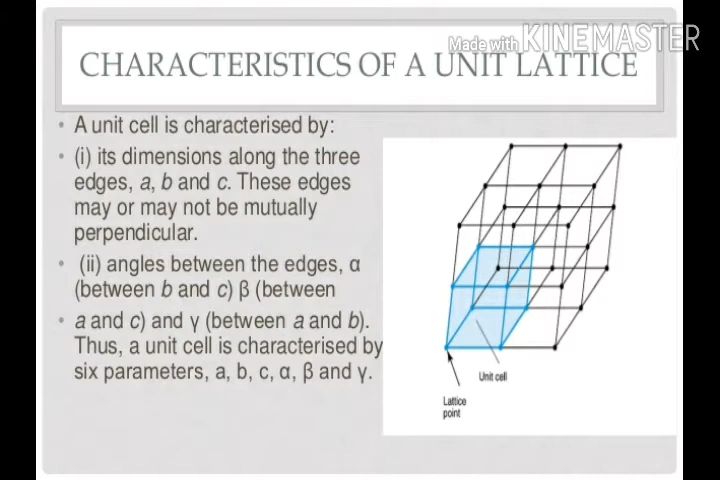 Made with KINEMASTER
CHARACTERISTICS OF A UNIT LATTICE
• A unit cell is characterised by:
• (i) its dimensions along the three
edges, a, b and c. These edges
may or may not be mutually
perpendicular.
• (ii) angles between the edges, α
(between b and c) β (between
• a and c) and γ (between a and b).
Thus, a unit cell is characterised by
six parameters, a, b, c, α, β and γ.
Unit cell
Lattice
point